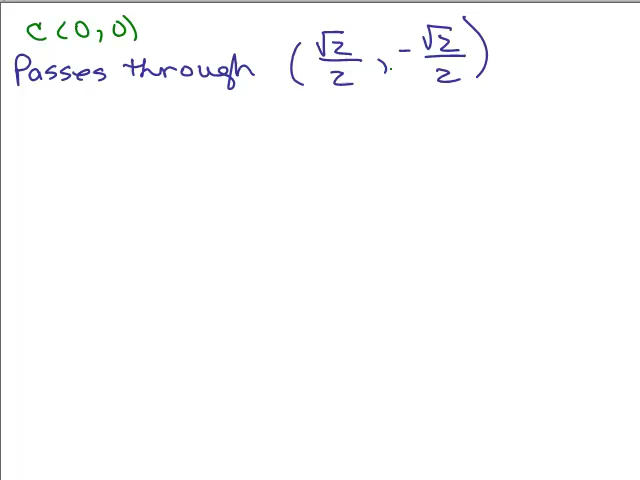 C (0, 0)
Passes through (√2/2, -√2/2)